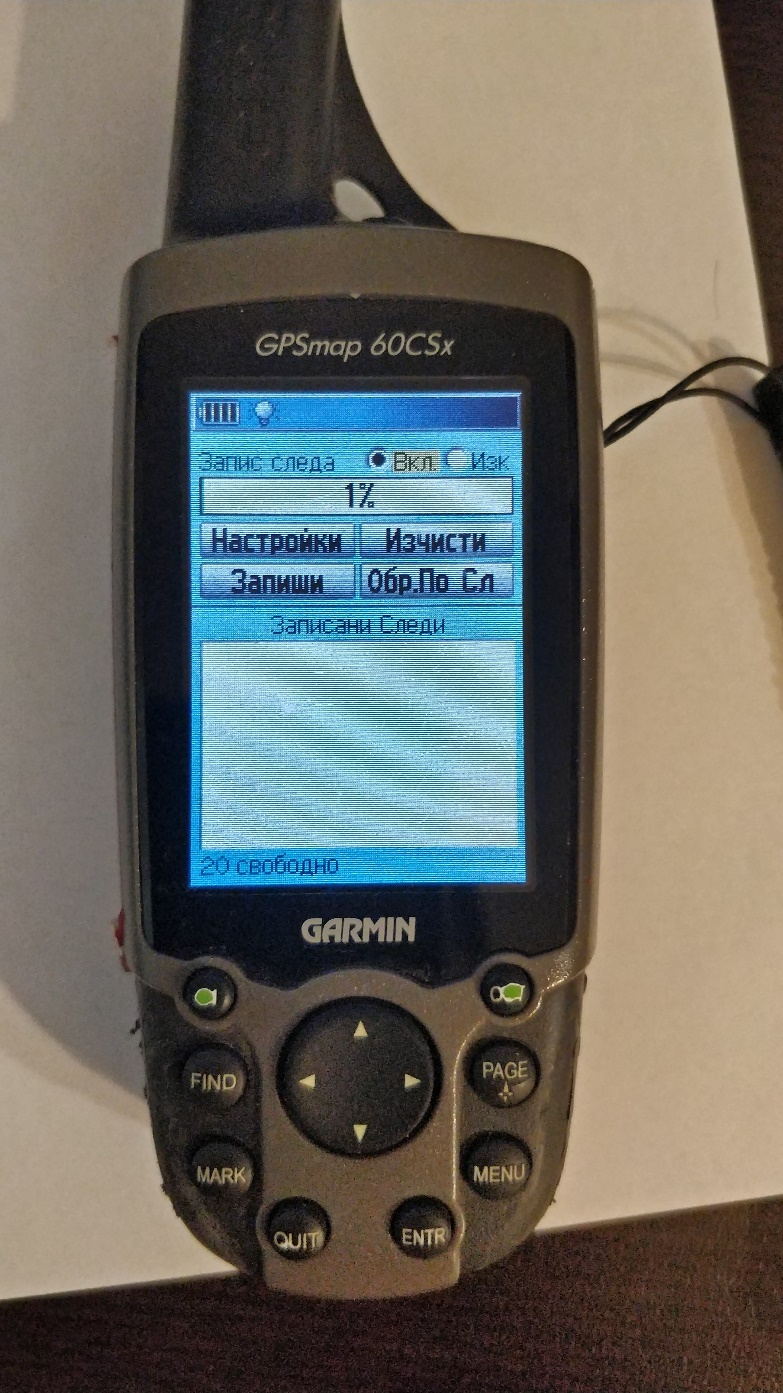 GPSmap 60CSx
Запис следа Вкл. Изк
1%
Настройки Изчисти
Запиши Обр.По Сл
Записани Следи
20 свободно
GARMIN
FIND PAGE
MARK MENU
QUIT ENTR